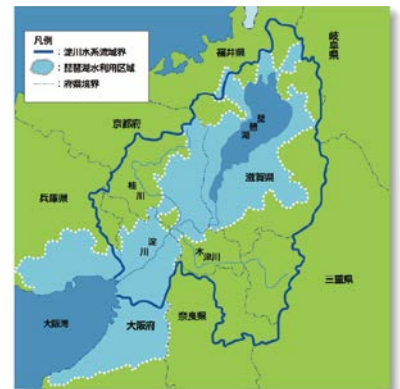 凡例
：淀川水系流域界
：琵琶湖水利用区域
：府県境界
福井県
岐阜県
京都府
琵琶湖
滋賀県
兵庫県
桂川
淀川
木津川
三重県
大阪湾
大阪府
奈良県